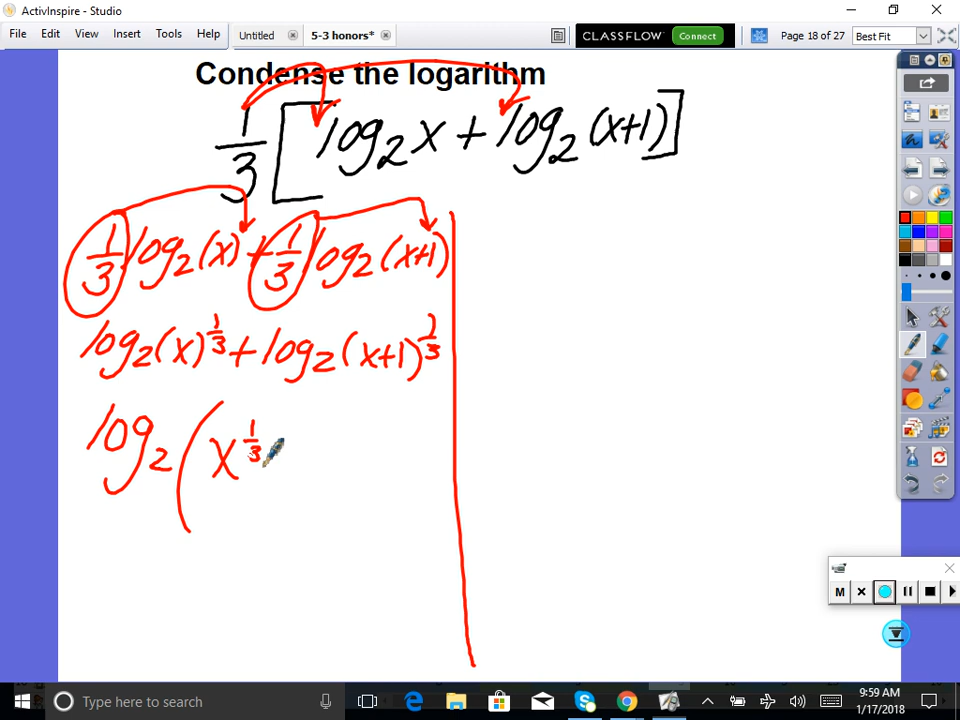 ActivInspire - Studio
File Edit View Insert Tools Help Untitled 5-3 honors* CLASSFLOW Connect Page 18 of 27 Best Fit
Condense the logarithm
1/3 [ log₂ x + log₂ (x+1) ]
1/3 log₂ (x) + 1/3 log₂ (x+1)
log₂ (x)^1/3 + log₂ (x+1)^1/3
log₂ ( x^1/3
M
Type here to search
9:59 AM
1/17/2018